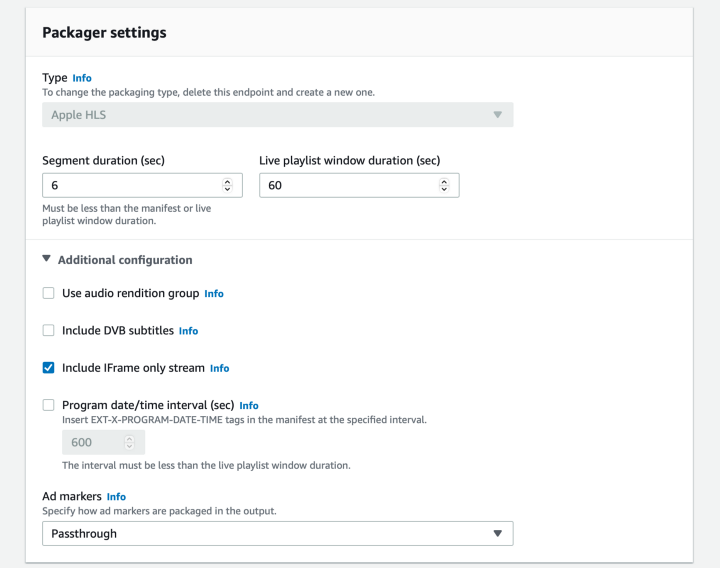 Packager settings
Type Info
To change the packaging type, delete this endpoint and create a new one.
Apple HLS
Segment duration (sec) Live playlist window duration (sec)
6 60
Must be less than the manifest or live
playlist window duration.
Additional configuration
Use audio rendition group Info
Include DVB subtitles Info
Include IFrame only stream Info
Program date/time interval (sec) Info
Insert EXT-X-PROGRAM-DATE-TIME tags in the manifest at the specified interval.
600
The interval must be less than the live playlist window duration.
Ad markers Info
Specify how ad markers are packaged in the output.
Passthrough